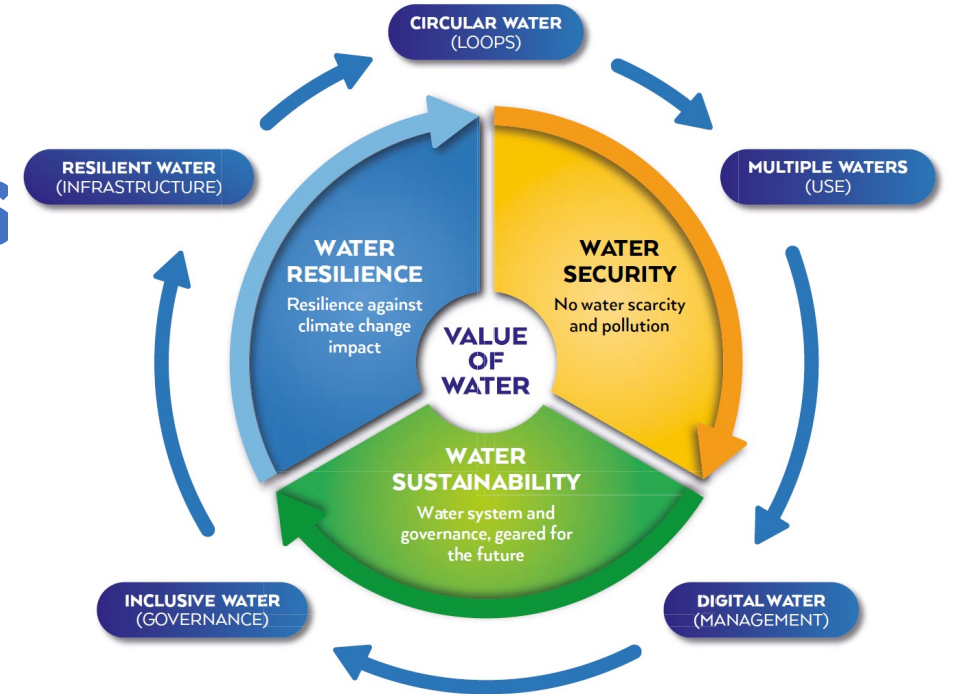 CIRCULAR WATER
(LOOPS)
RESILIENT WATER
(INFRASTRUCTURE)
MULTIPLE WATERS
(USE)
WATER
RESILIENCE
Resilience against
climate change
impact
WATER
SECURITY
No water scarcity
and pollution
VALUE
OF
WATER
WATER
SUSTAINABILITY
Water system and
governance, geared for
the future
INCLUSIVE WATER
(GOVERNANCE)
DIGITAL WATER
(MANAGEMENT)